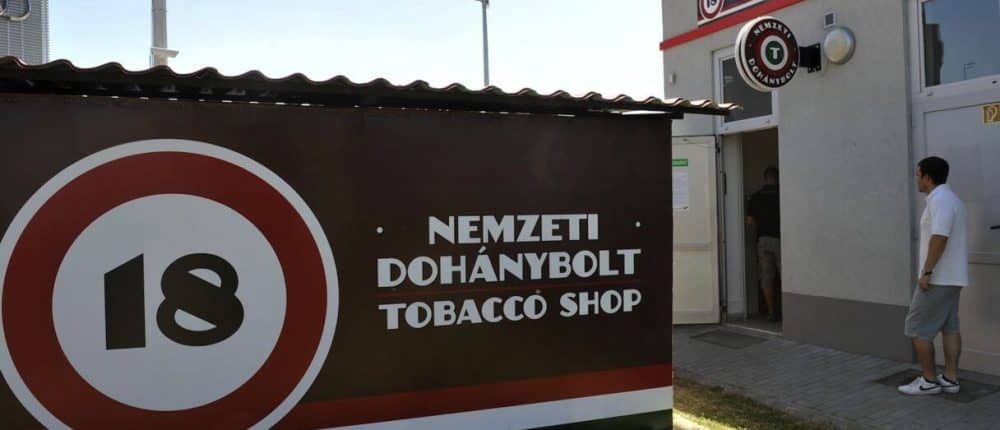 18
· NEMZETI ·
DOHÁNYBOLT
TOBACCO SHOP
18
NEMZETI
T
DOHÁNYBOLT